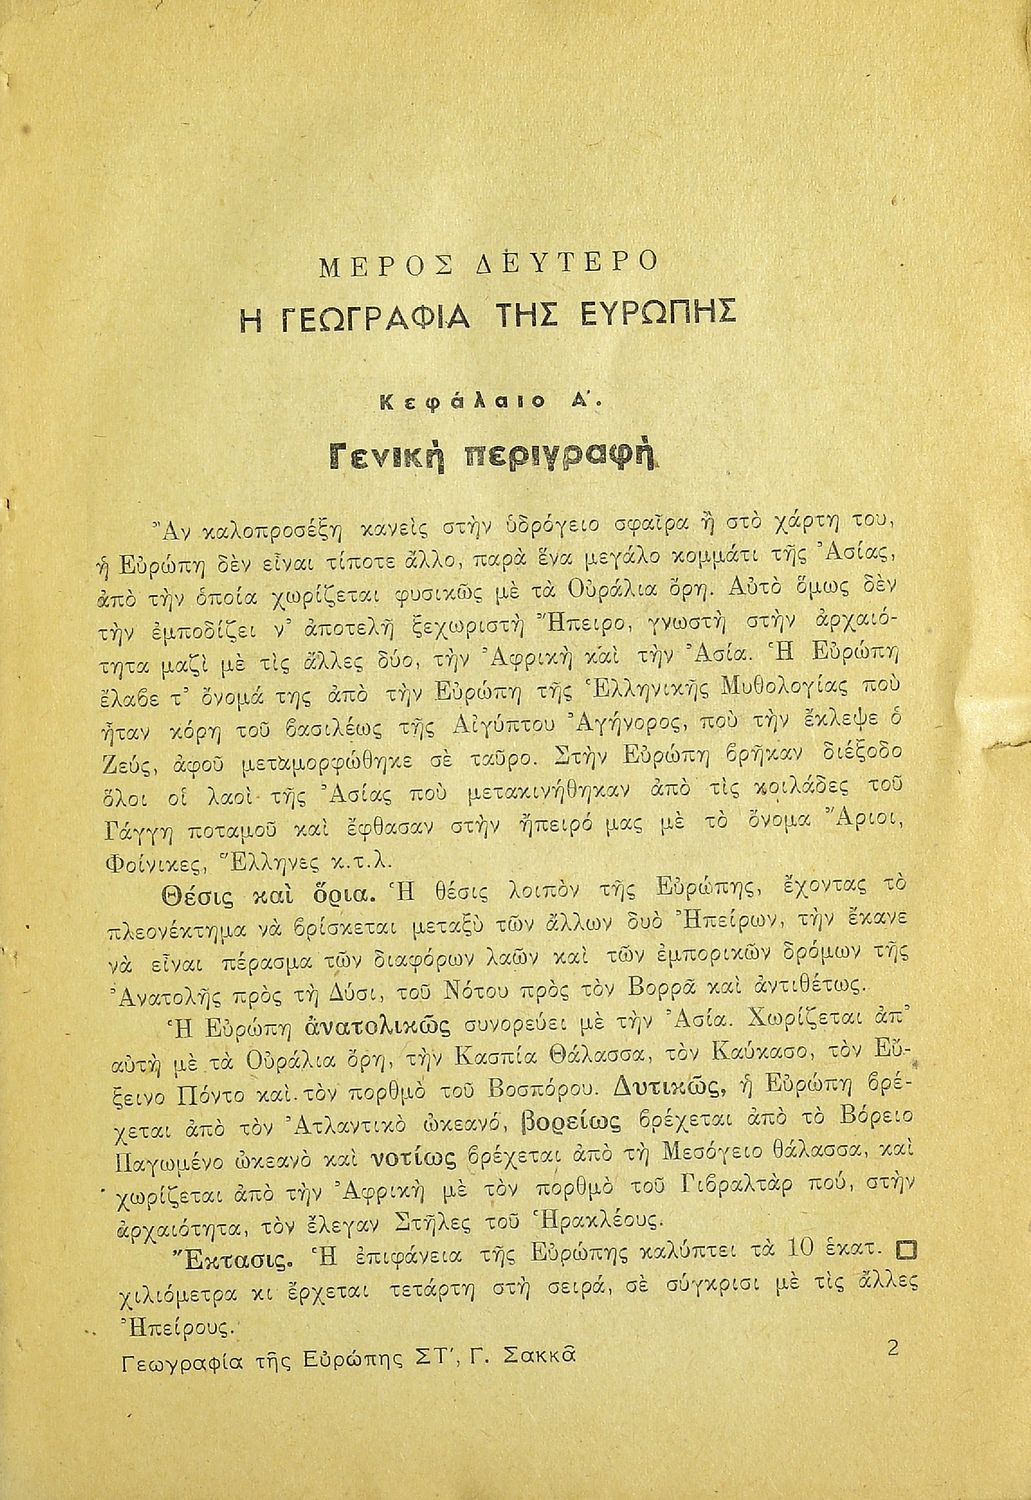 ΜΕΡΟΣ ΔΕΥΤΕΡΟ
Η ΓΕΩΓΡΑΦΙΑ ΤΗΣ ΕΥΡΩΠΗΣ
Κεφάλαιο Α΄.
Γενικὴ περιγραφὴ
Ἂν καλοπροσέξη κανεὶς στὴν ὑδρόγειο σφαῖρα ἢ στὸ χάρτη του,
ἡ Εὐρώπη δὲν εἶναι τίποτε ἄλλο, παρὰ ἕνα μεγάλο κομμάτι τῆς Ἀσίας,
ἀπὸ τὴν ὁποία χωρίζεται φυσικῶς μὲ τὰ Οὐράλια ὄρη. Αὐτὸ ὅμως δὲν
τὴν ἐμποδίζει ν᾽ ἀποτελῆ ξεχωριστὴ Ἤπειρο, γνωστὴ στὴν ἀρχαιό-
τητα μαζὶ μὲ τὶς ἄλλες δύο, τὴν Ἀφρικὴ καὶ τὴν Ἀσία. Ἡ Εὐρώπη
ἔλαβε τ᾽ ὄνομά της ἀπὸ τὴν Εὐρώπη τῆς Ἑλληνικῆς Μυθολογίας ποὺ
ἦταν κόρη τοῦ βασιλέως τῆς Αἰγύπτου Ἀγήνορος, ποὺ τὴν ἔκλεψε ὁ
Ζεύς, ἀφοῦ μεταμορφώθηκε σὲ ταῦρο. Στὴν Εὐρώπη βρῆκαν διέξοδο
ὅλοι οἱ λαοὶ τῆς Ἀσίας ποὺ μετακινήθηκαν ἀπὸ τὶς κοιλάδες τοῦ
Γάγγη ποταμοῦ καὶ ἔφθασαν στὴν ἤπειρό μας μὲ τὸ ὄνομα Ἄριοι,
Φοίνικες, Ἕλληνες κ.τ.λ.
Θέσις καὶ ὅρια. Ἡ θέσις λοιπὸν τῆς Εὐρώπης, ἔχοντας τὸ
πλεονέκτημα νὰ βρίσκεται μεταξὺ τῶν ἄλλων δυὸ Ἠπείρων, τὴν ἔκανε
νὰ εἶναι πέρασμα τῶν διαφόρων λαῶν καὶ τῶν ἐμπορικῶν δρόμων τῆς
Ἀνατολῆς πρὸς τὴ Δύσι, τοῦ Νότου πρὸς τὸν Βορρᾶ καὶ ἀντιθέτως.
Ἡ Εὐρώπη ἀνατολικῶς συνορεύει μὲ τὴν Ἀσία. Χωρίζεται ἀπ᾽
αὐτὴ μὲ τὰ Οὐράλια ὄρη, τὴν Κασπία Θάλασσα, τὸν Καύκασο, τὸν Εὔ-
ξεινο Πόντο καὶ τὸν πορθμὸ τοῦ Βοσπόρου. Δυτικῶς, ἡ Εὐρώπη βρέ-
χεται ἀπὸ τὸν Ἀτλαντικὸ ὠκεανό, βορείως βρέχεται ἀπὸ τὸ Βόρειο
Παγωμένο ὠκεανὸ καὶ νοτίως βρέχεται ἀπὸ τὴ Μεσόγειο θάλασσα, καὶ
χωρίζεται ἀπὸ τὴν Ἀφρικὴ μὲ τὸν πορθμὸ τοῦ Γιβραλτὰρ πού, στὴν
ἀρχαιότητα, τὸν ἔλεγαν Στῆλες τοῦ Ἡρακλέους.
Ἔκτασις. Ἡ ἐπιφάνεια τῆς Εὐρώπης καλύπτει τὰ 10 ἑκατ. □
χιλιόμετρα κι ἔρχεται τετάρτη στὴ σειρά, σὲ σύγκρισι μὲ τὶς ἄλλες
Ἠπείρους.
Γεωγραφία τῆς Εὐρώπης ΣΤ΄, Γ. Σακκᾶ 2